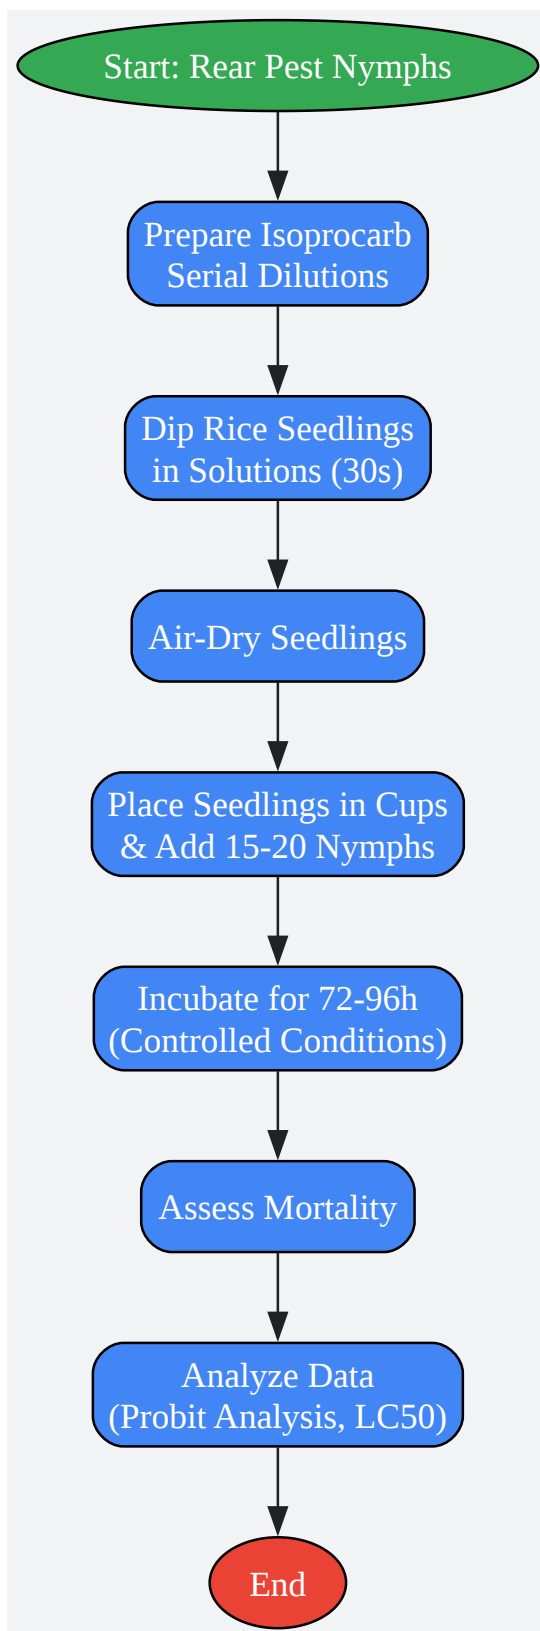 Start: Rear Pest Nymphs
Prepare Isoprocarb
Serial Dilutions
Dip Rice Seedlings
in Solutions (30s)
Air-Dry Seedlings
Place Seedlings in Cups
& Add 15-20 Nymphs
Incubate for 72-96h
(Controlled Conditions)
Assess Mortality
Analyze Data
(Probit Analysis, LC50)
End